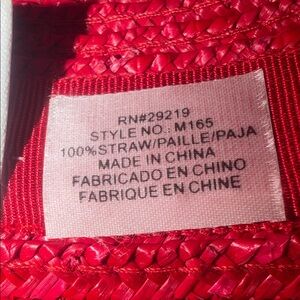 RN#29219
STYLE NO.: M165
100%STRAW/PAILLE/PAJA
MADE IN CHINA
FABRICADO EN CHINO
FABRIQUE EN CHINE